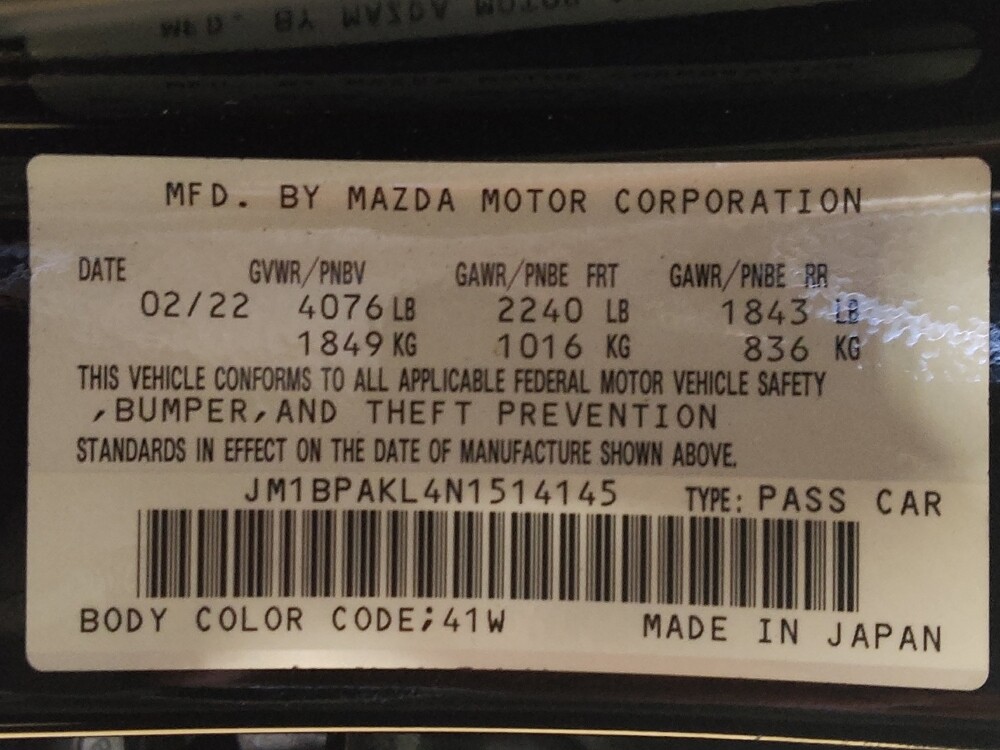 MFD. BY MAZDA MOTOR CORPORATION
DATE GVWR/PNBV GAWR/PNBE FRT GAWR/PNBE RR
02/22 4076 LB 2240 LB 1843 LB
1849 KG 1016 KG 836 KG
THIS VEHICLE CONFORMS TO ALL APPLICABLE FEDERAL MOTOR VEHICLE SAFETY
,BUMPER,AND THEFT PREVENTION
STANDARDS IN EFFECT ON THE DATE OF MANUFACTURE SHOWN ABOVE.
JM1BPAKL4N1514145 TYPE: PASS CAR
BODY COLOR CODE;41W MADE IN JAPAN